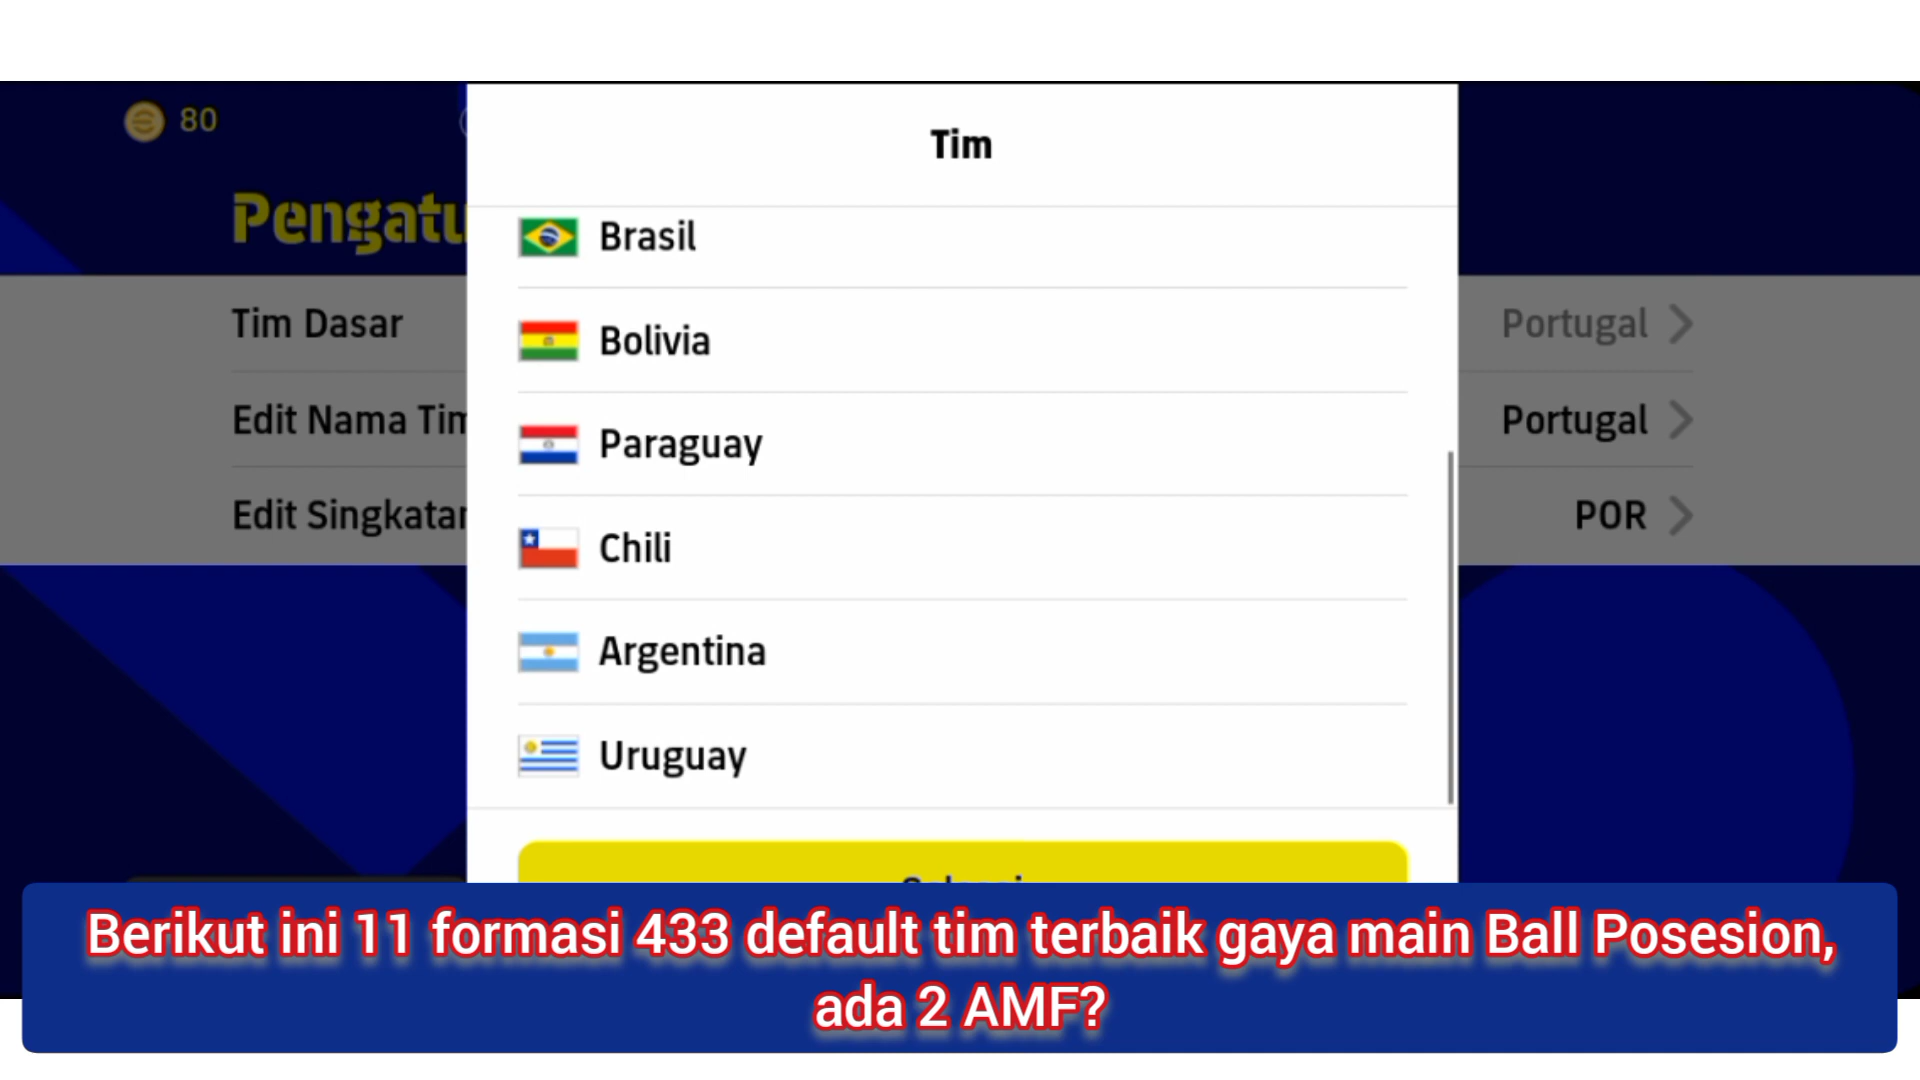 80
Tim
Pengatu
Brasil
Tim Dasar
Portugal
Bolivia
Edit Nama Tim
Portugal
Paraguay
Edit Singkatan
POR
Chili
Argentina
Uruguay
Berikut ini 11 formasi 433 default tim terbaik gaya main Ball Posesion,
ada 2 AMF?